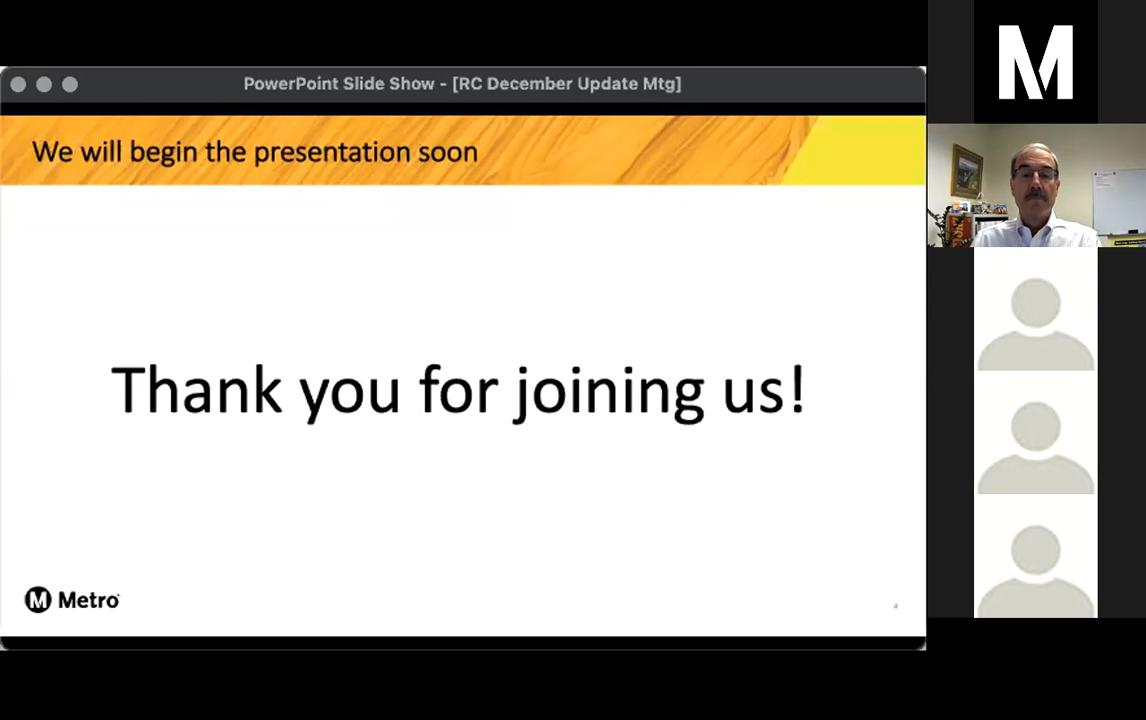 PowerPoint Slide Show - [RC December Update Mtg]
M
We will begin the presentation soon
Thank you for joining us!
M Metro
4